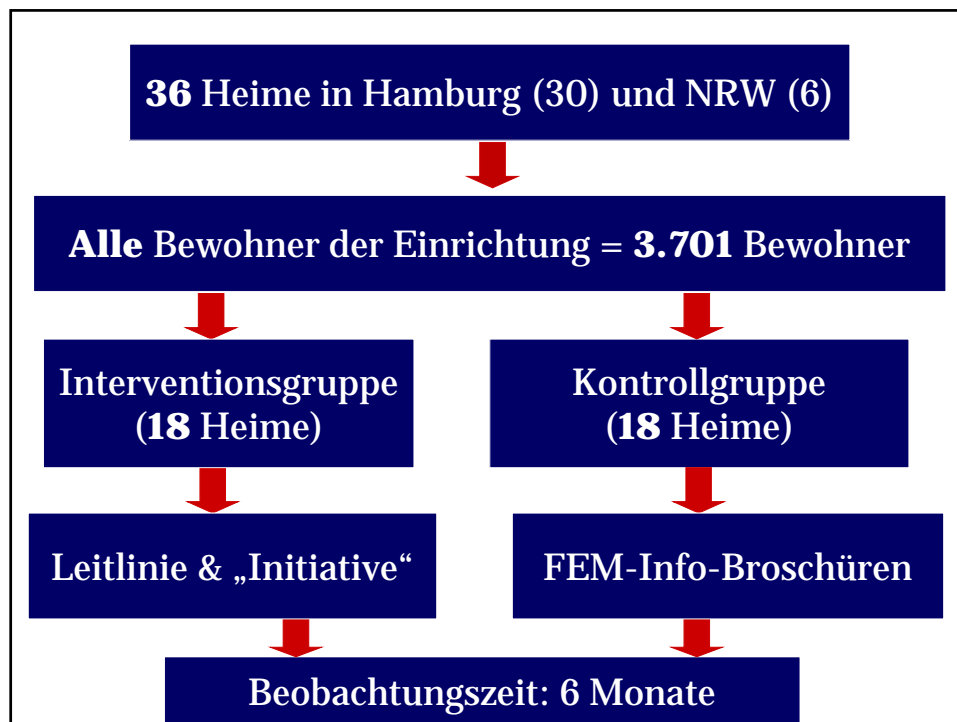 36 Heime in Hamburg (30) und NRW (6)
Alle Bewohner der Einrichtung = 3.701 Bewohner
Interventionsgruppe
(18 Heime)
Kontrollgruppe
(18 Heime)
Leitlinie & „Initiative“
FEM-Info-Broschüren
Beobachtungszeit: 6 Monate